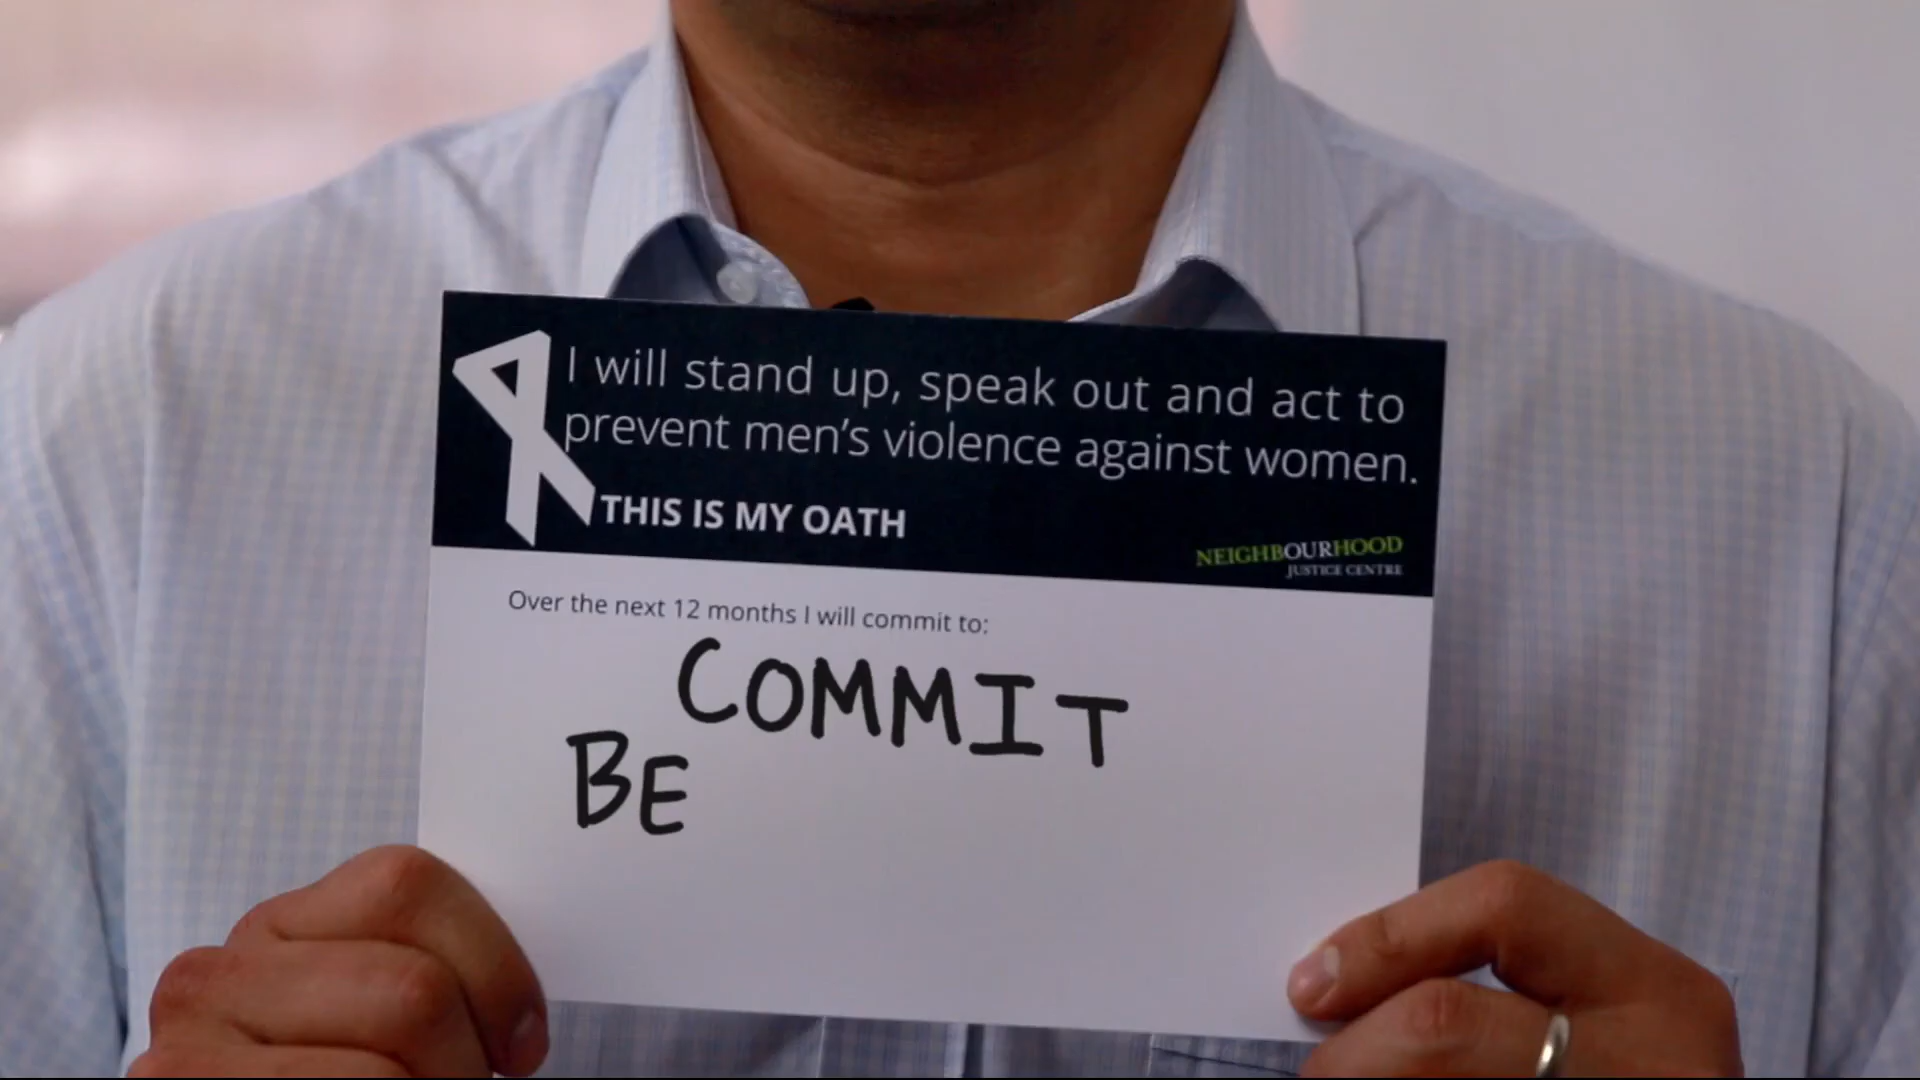 I will stand up, speak out and act to
prevent men's violence against women.
THIS IS MY OATH
NEIGHBOURHOOD
JUSTICE CENTRE
Over the next 12 months I will commit to:
COMMIT
BE